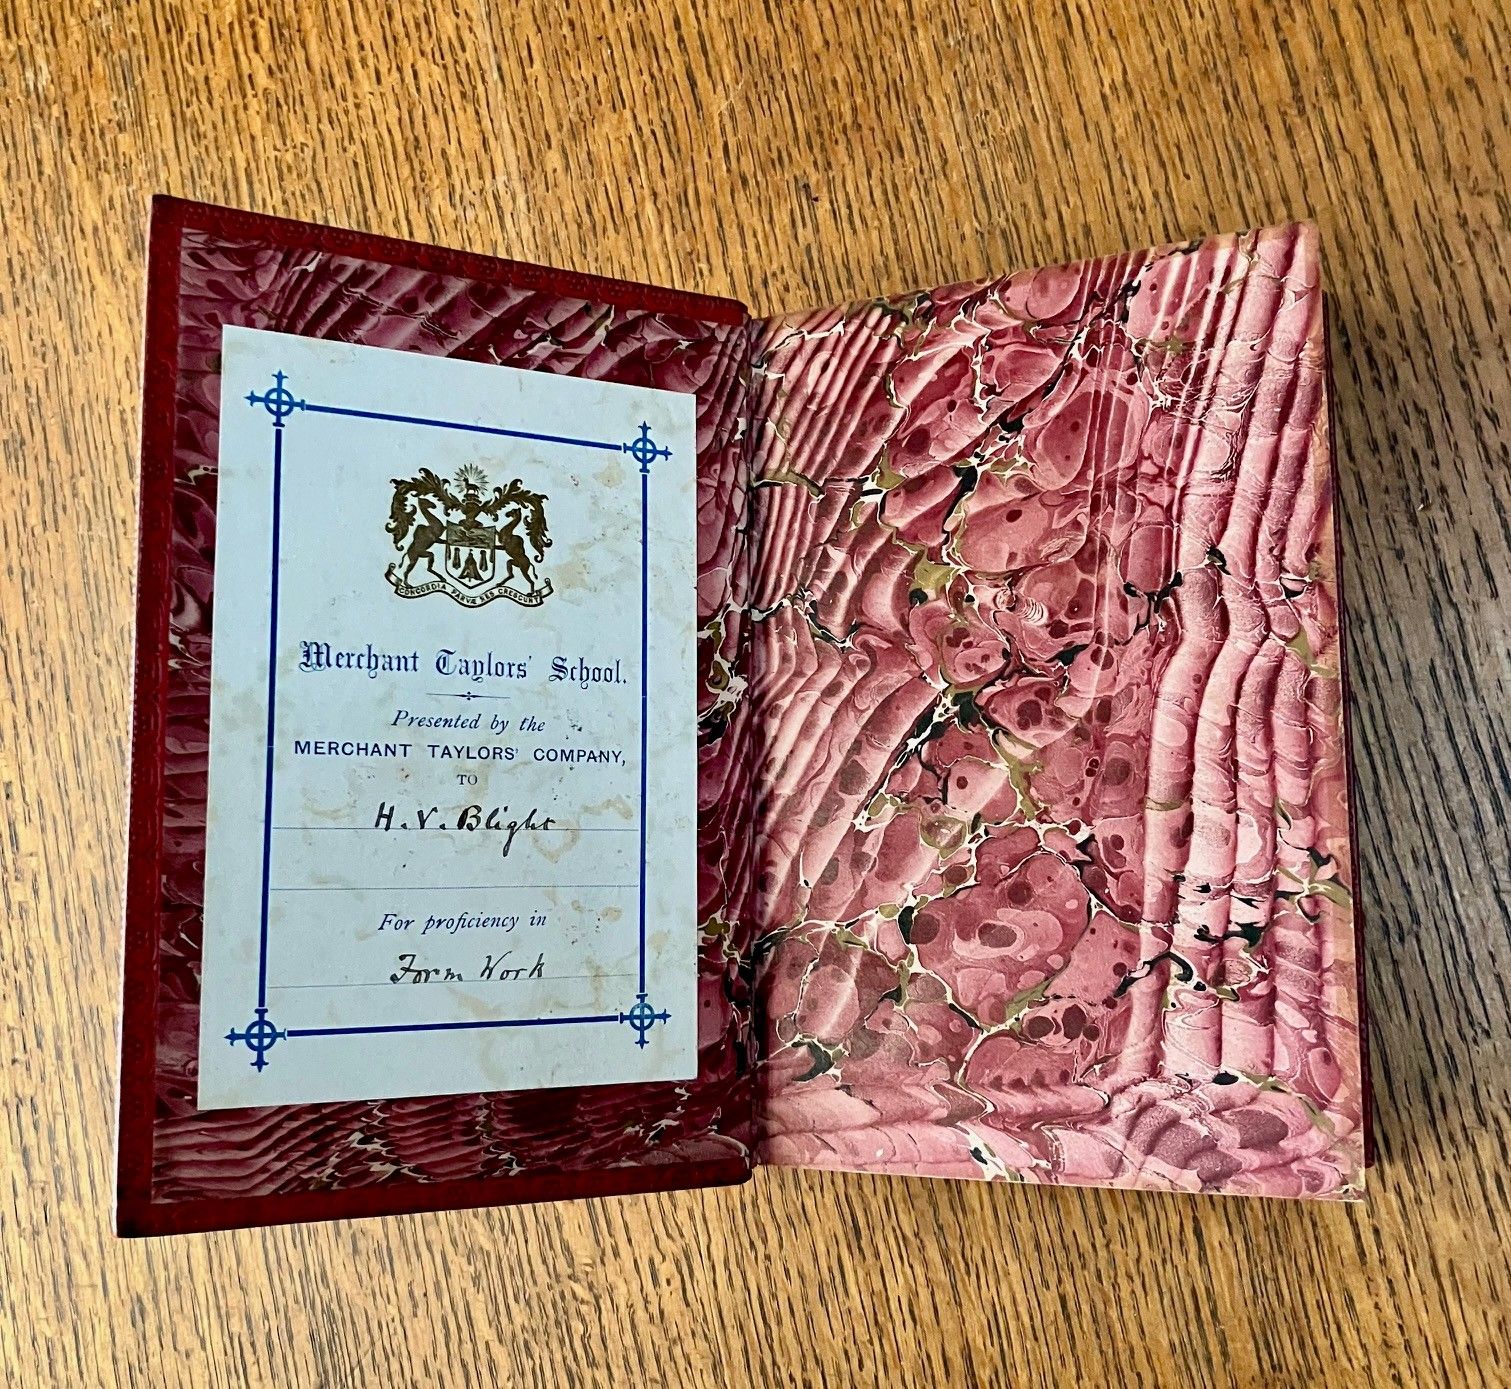 CONCORDIA PARVÆ RES CRESCUNT
Merchant Taylors' School.
Presented by the
MERCHANT TAYLORS' COMPANY,
TO
H. V. Blight
For proficiency in
Form Work